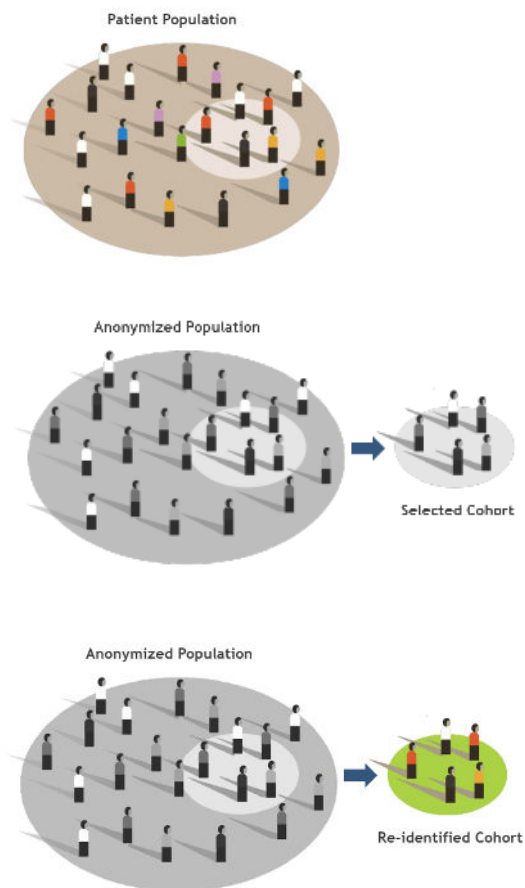 Patient Population
Anonymized Population
Selected Cohort
Anonymized Population
Re-identified Cohort